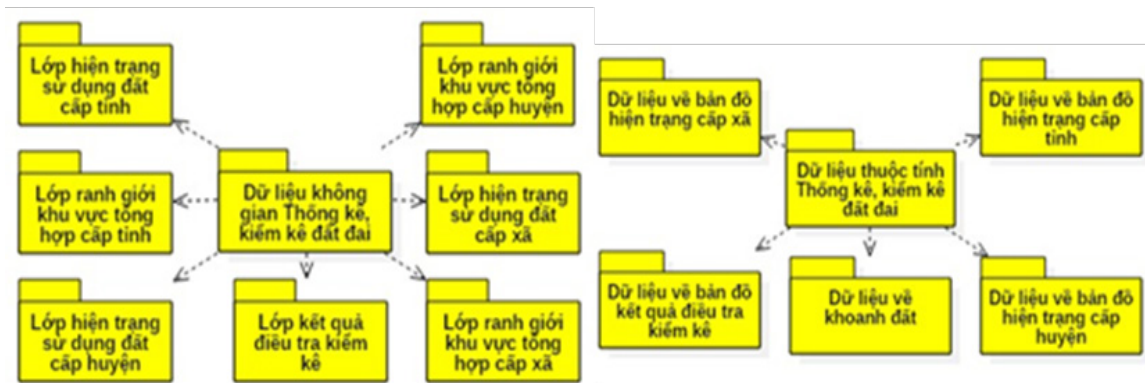 Lớp hiện trạng
sử dụng đất
cấp tỉnh
Lớp ranh giới
khu vực tổng
hợp cấp huyện
Lớp ranh giới
khu vực tổng
hợp cấp tỉnh
Dữ liệu không
gian Thống kê,
kiểm kê đất đai
Lớp hiện trạng
sử dụng đất
cấp xã
Lớp hiện trạng
sử dụng đất
cấp huyện
Lớp kết quả
điều tra kiểm
kê
Lớp ranh giới
khu vực tổng
hợp cấp xã
Dữ liệu về bản đồ
hiện trạng cấp xã
Dữ liệu về bản đồ
hiện trạng cấp
tỉnh
Dữ liệu thuộc tính
Thống kê, kiểm kê
đất đai
Dữ liệu về bản đồ
kết quả điều tra
kiểm kê
Dữ liệu về
khoanh đất
Dữ liệu về bản đồ
hiện trạng cấp
huyện